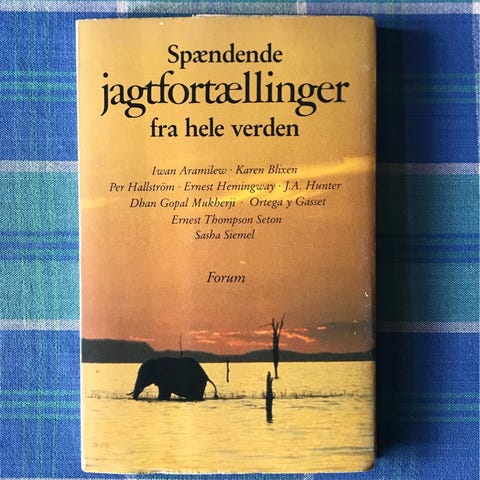 Spændende
jagtfortællinger
fra hele verden
Iwan Aramilew · Karen Blixen
Per Hallström · Ernest Hemingway · J.A. Hunter
Dhan Gopal Mukherji · Ortega y Gasset
Ernest Thompson Seton
Sasha Siemel
Forum